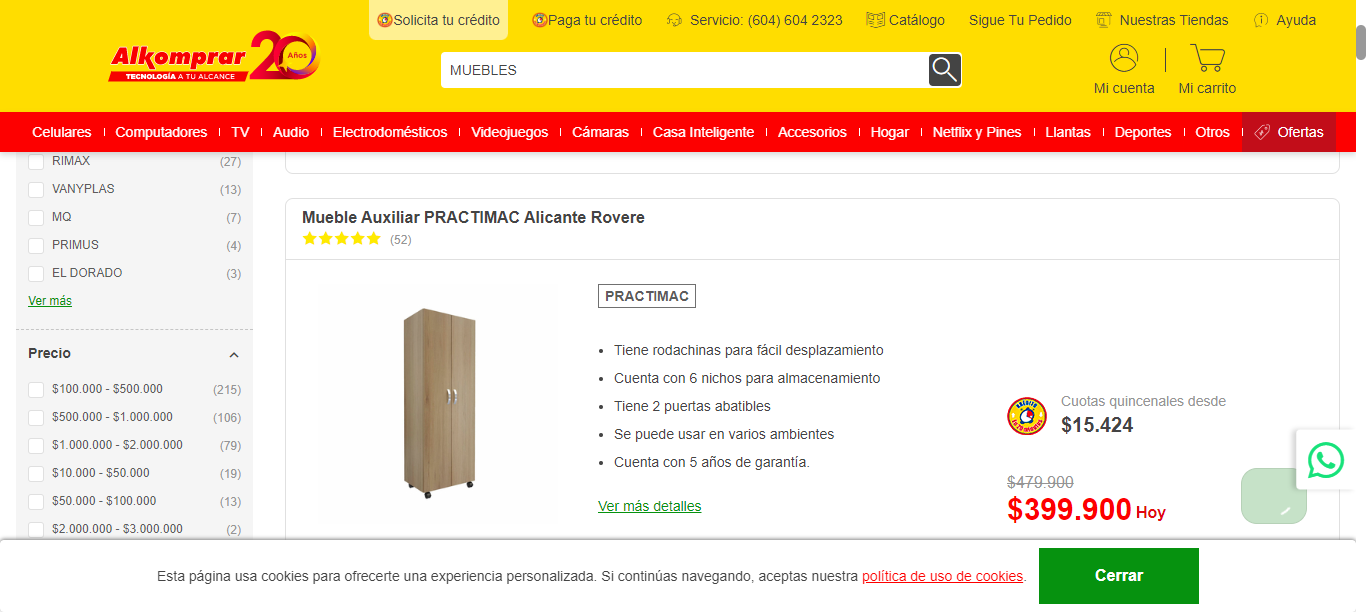 Solicita tu crédito
Paga tu crédito
Servicio: (604) 604 2323
Catálogo
Sigue Tu Pedido
Nuestras Tiendas
Ayuda
Alkomprar 20 Años
TECNOLOGÍA A TU ALCANCE
MUEBLES
Mi cuenta
Mi carrito
Celulares
Computadores
TV
Audio
Electrodomésticos
Videojuegos
Cámaras
Casa Inteligente
Accesorios
Hogar
Netflix y Pines
Llantas
Deportes
Otros
Ofertas
RIMAX (27)
VANYPLAS (13)
MQ (7)
PRIMUS (4)
EL DORADO (3)
Ver más
Precio
$100.000 - $500.000 (215)
$500.000 - $1.000.000 (106)
$1.000.000 - $2.000.000 (79)
$10.000 - $50.000 (19)
$50.000 - $100.000 (13)
$2.000.000 - $3.000.000 (2)
Mueble Auxiliar PRACTIMAC Alicante Rovere
(52)
PRACTIMAC
Tiene rodachinas para fácil desplazamiento
Cuenta con 6 nichos para almacenamiento
Tiene 2 puertas abatibles
Se puede usar en varios ambientes
Cuenta con 5 años de garantía.
Ver más detalles
Cuotas quincenales desde
$15.424
$479.900
$399.900 Hoy
Esta página usa cookies para ofrecerte una experiencia personalizada. Si continúas navegando, aceptas nuestra política de uso de cookies.
Cerrar